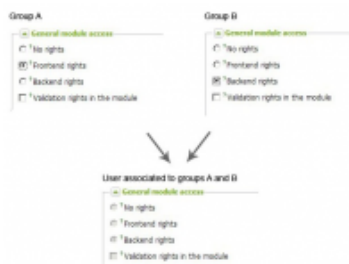 Group A
General module access
No rights
Frontend rights
Backend rights
Validation rights in the module
Group B
General module access
No rights
Frontend rights
Backend rights
Validation rights in the module
User associated to groups A and B
General module access
No rights
Frontend rights
Backend rights
Validation rights in the module